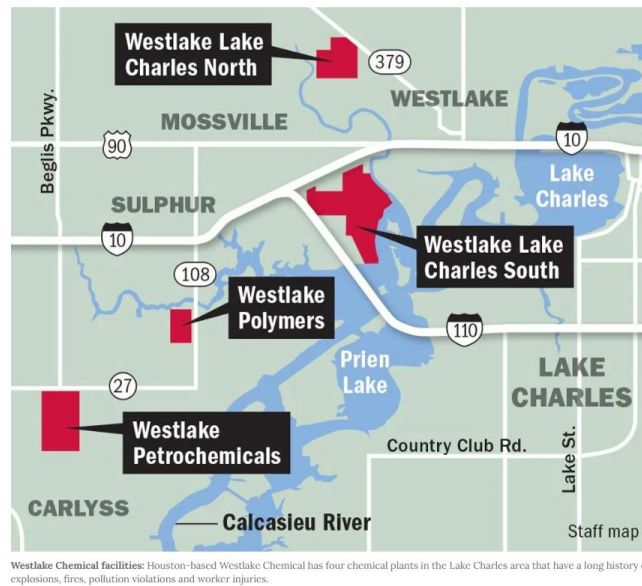 Westlake Lake
Charles North
379
WESTLAKE
MOSSVILLE
90
Beglis Pkwy.
10
Lake
Charles
SULPHUR
10
Westlake Lake
Charles South
108
Westlake
Polymers
110
Prien
Lake
LAKE
CHARLES
27
Westlake
Petrochemicals
Country Club Rd.
Lake St.
CARLYSS
Calcasieu River
Staff map
Westlake Chemical facilities: Houston-based Westlake Chemical has four chemical plants in the Lake Charles area that have a long history
explosions, fires, pollution violations and worker injuries.